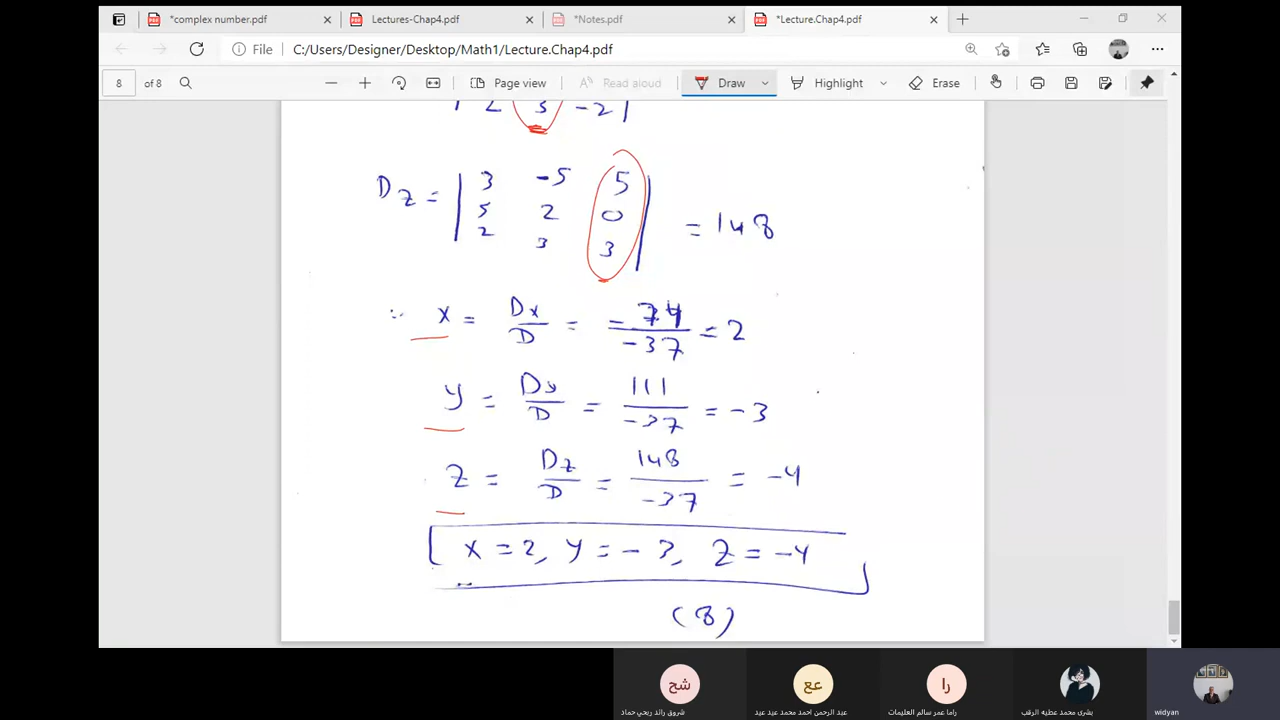 *complex number.pdf
Lectures-Chap4.pdf
*Notes.pdf
*Lecture.Chap4.pdf
File C:/Users/Designer/Desktop/Math1/Lecture.Chap4.pdf
8 of 8 Page view Read aloud Draw Highlight Erase
2 3 -2
Dz = | 3 -5 5 |
5 2 0 = 148
2 3 3
∵ x = Dx/D = -74/-37 = 2
y = Dy/D = 111/-37 = -3
z = Dz/D = 148/-37 = -4
x = 2, y = -3, z = -4
(8)
شح عع را
شروق رائد ربحي حماد عبد الرحمن احمد محمد عيد عيد راما عمر سالم العليمات بشرى محمد عطيه الرقب widyan